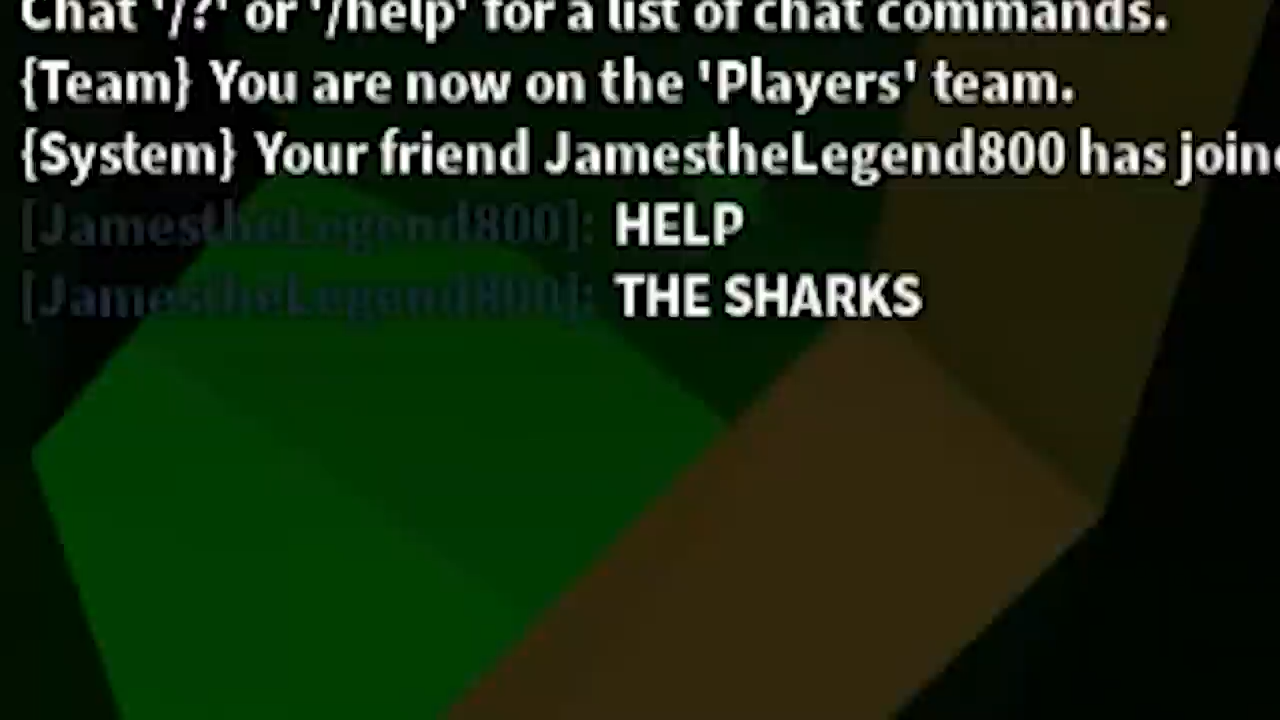 Chat '/?' or '/help' for a list of chat commands.
{Team} You are now on the 'Players' team.
{System} Your friend JamestheLegend800 has joine
[JamestheLegend800]: HELP
[JamestheLegend800]: THE SHARKS